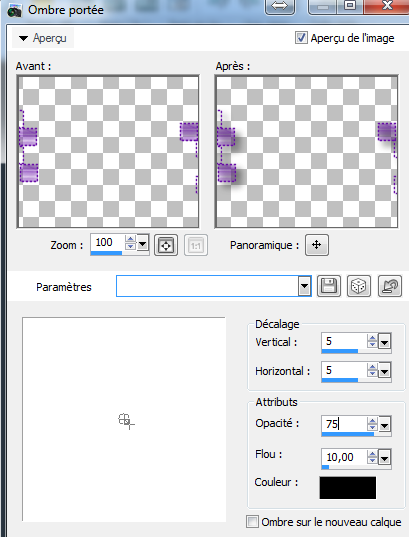 Ombre portée
Aperçu
Aperçu de l'image
Avant :
Après :
Zoom :
100
1:1
Panoramique :
Paramètres
Décalage
Vertical :
5
Horizontal :
5
Attributs
Opacité :
75
Flou :
10,00
Couleur :
Ombre sur le nouveau calque